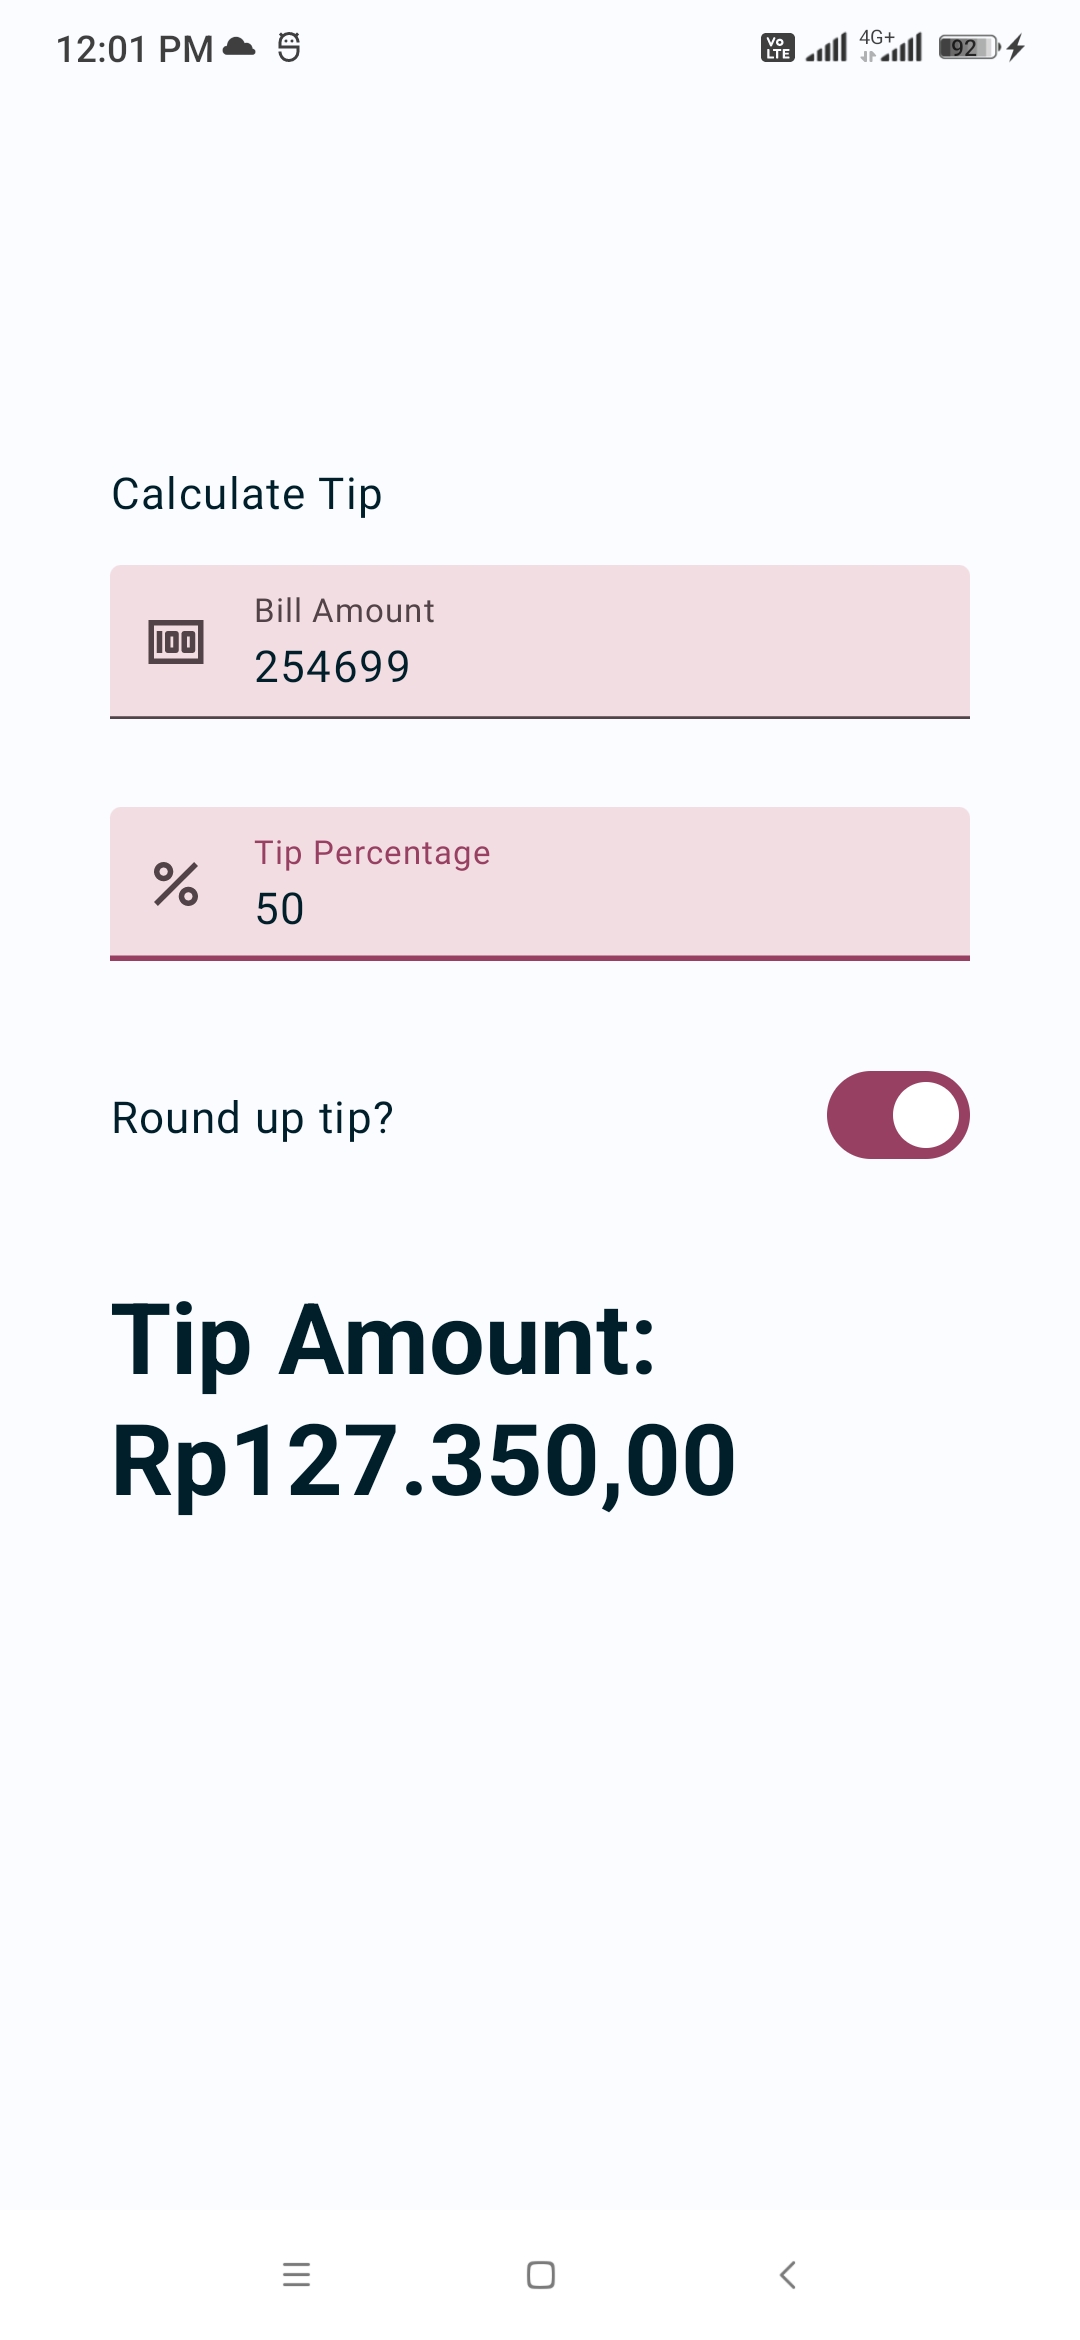 12:01 PM
Vo LTE
4G+
92
Calculate Tip
100
Bill Amount
254699
%
Tip Percentage
50
Round up tip?
Tip Amount:
Rp127.350,00